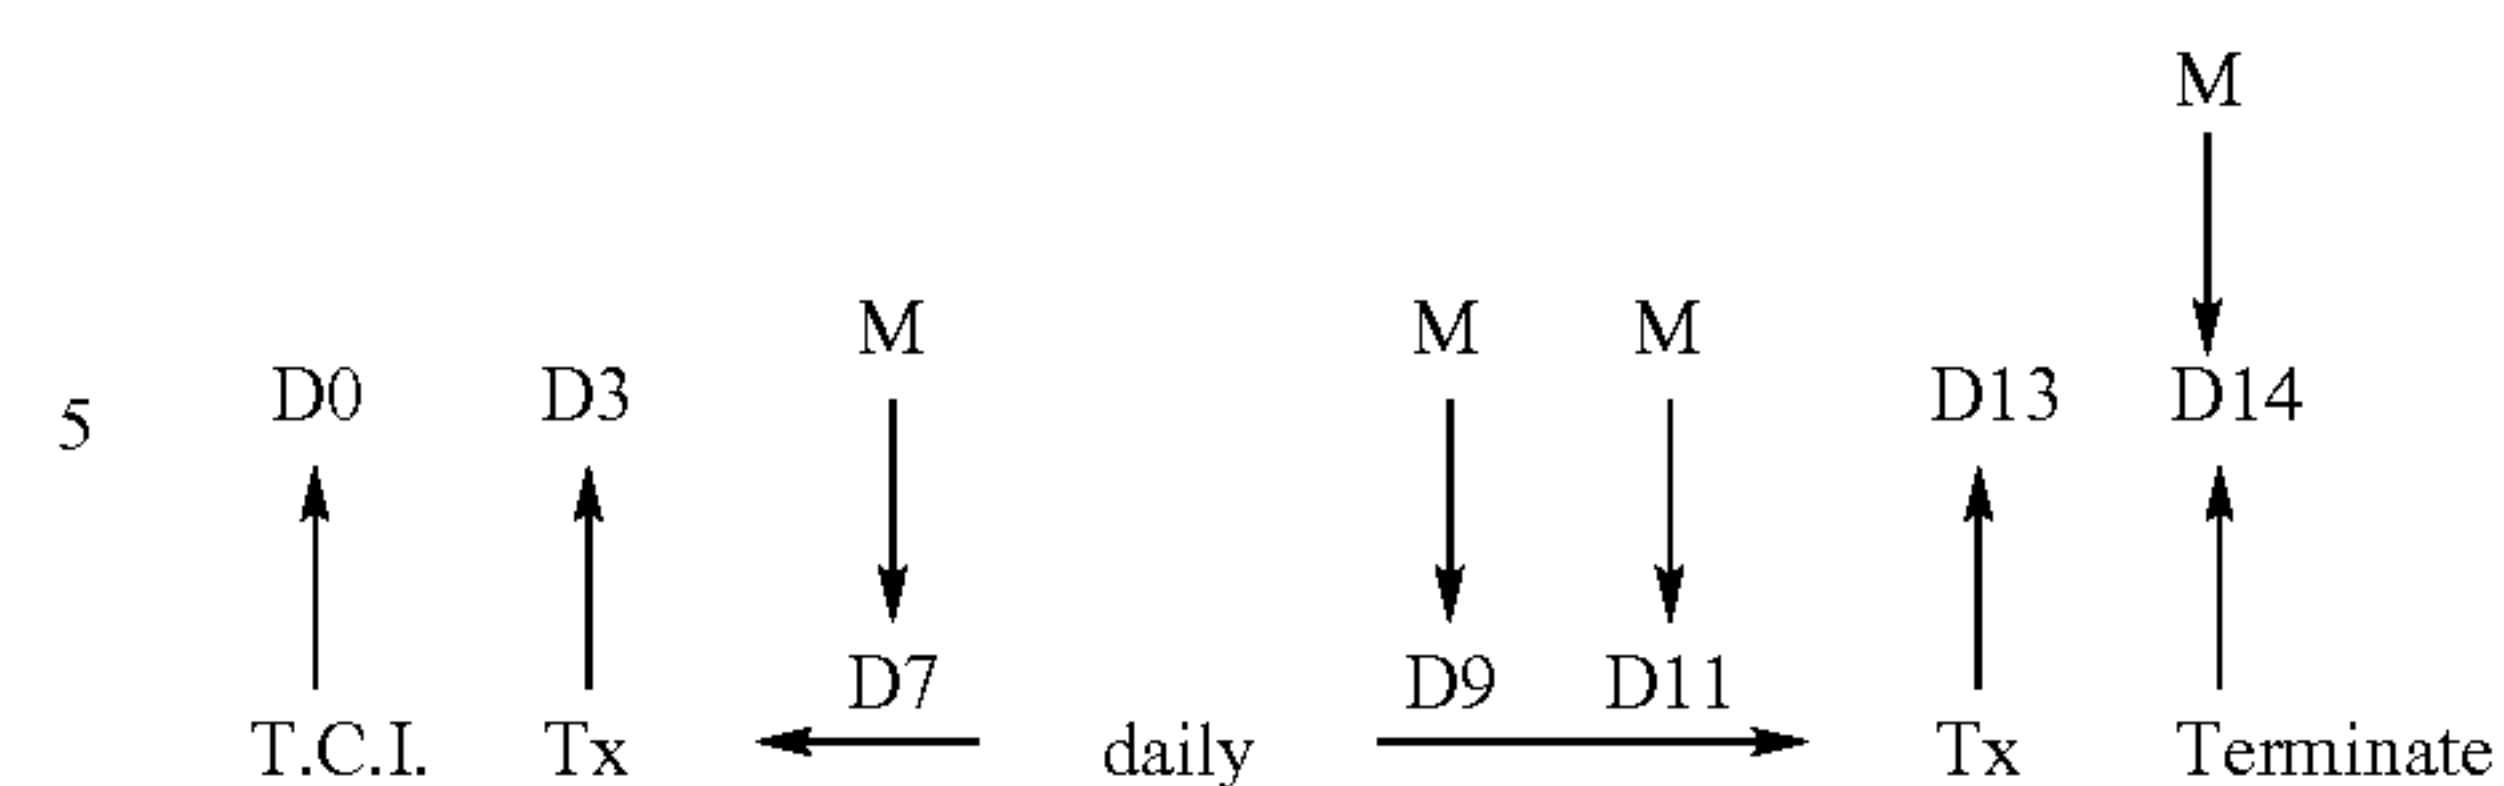 M
M M M
5 D0 D3 D13 D14
D7 D9 D11
T.C.I. Tx daily Tx Terminate